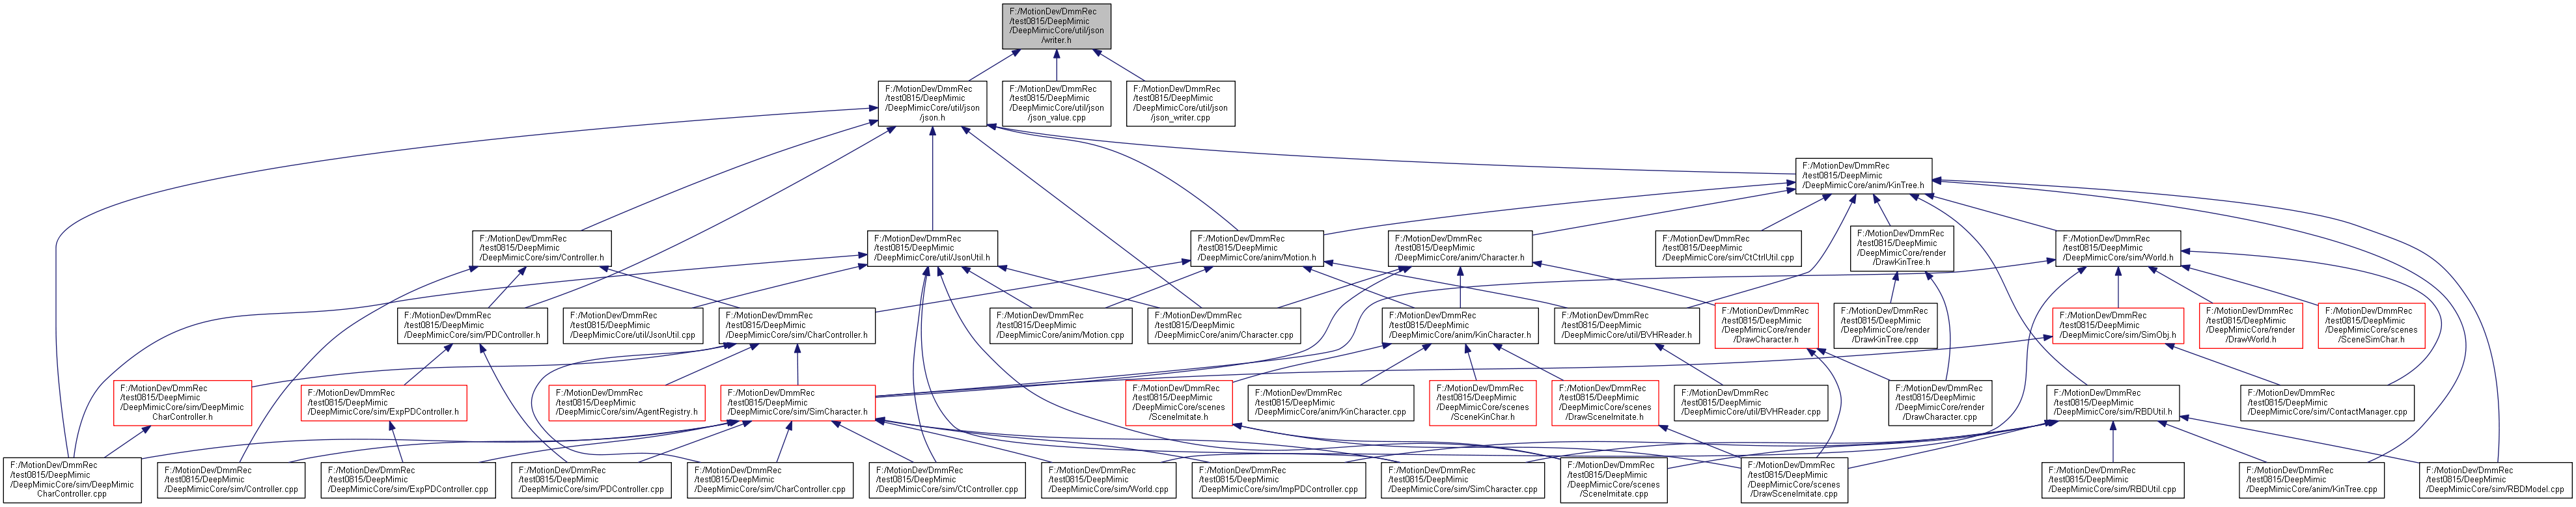 F:/MotionDev/DmmRec
/test0815/DeepMimic
/DeepMimicCore/util/json
/writer.h
F:/MotionDev/DmmRec
/test0815/DeepMimic
/DeepMimicCore/util/json
/json.h
F:/MotionDev/DmmRec
/test0815/DeepMimic
/DeepMimicCore/util/json
/json_value.cpp
F:/MotionDev/DmmRec
/test0815/DeepMimic
/DeepMimicCore/util/json
/json_writer.cpp
F:/MotionDev/DmmRec
/test0815/DeepMimic
/DeepMimicCore/anim/KinTree.h
F:/MotionDev/DmmRec
/test0815/DeepMimic
/DeepMimicCore/sim/Controller.h
F:/MotionDev/DmmRec
/test0815/DeepMimic
/DeepMimicCore/util/JsonUtil.h
F:/MotionDev/DmmRec
/test0815/DeepMimic
/DeepMimicCore/anim/Motion.h
F:/MotionDev/DmmRec
/test0815/DeepMimic
/DeepMimicCore/anim/Character.h
F:/MotionDev/DmmRec
/test0815/DeepMimic
/DeepMimicCore/sim/CtCtrlUtil.cpp
F:/MotionDev/DmmRec
/test0815/DeepMimic
/DeepMimicCore/render
/DrawKinTree.h
F:/MotionDev/DmmRec
/test0815/DeepMimic
/DeepMimicCore/sim/World.h
F:/MotionDev/DmmRec
/test0815/DeepMimic
/DeepMimicCore/sim/PDController.h
F:/MotionDev/DmmRec
/test0815/DeepMimic
/DeepMimicCore/util/JsonUtil.cpp
F:/MotionDev/DmmRec
/test0815/DeepMimic
/DeepMimicCore/sim/CharController.h
F:/MotionDev/DmmRec
/test0815/DeepMimic
/DeepMimicCore/anim/Motion.cpp
F:/MotionDev/DmmRec
/test0815/DeepMimic
/DeepMimicCore/anim/Character.cpp
F:/MotionDev/DmmRec
/test0815/DeepMimic
/DeepMimicCore/anim/KinCharacter.h
F:/MotionDev/DmmRec
/test0815/DeepMimic
/DeepMimicCore/util/BVHReader.h
F:/MotionDev/DmmRec
/test0815/DeepMimic
/DeepMimicCore/render
/DrawCharacter.h
F:/MotionDev/DmmRec
/test0815/DeepMimic
/DeepMimicCore/render
/DrawKinTree.cpp
F:/MotionDev/DmmRec
/test0815/DeepMimic
/DeepMimicCore/sim/SimObj.h
F:/MotionDev/DmmRec
/test0815/DeepMimic
/DeepMimicCore/render
/DrawWorld.h
F:/MotionDev/DmmRec
/test0815/DeepMimic
/DeepMimicCore/scenes
/SceneSimChar.h
F:/MotionDev/DmmRec
/test0815/DeepMimic
/DeepMimicCore/sim/DeepMimic
CharController.h
F:/MotionDev/DmmRec
/test0815/DeepMimic
/DeepMimicCore/sim/ExpPDController.h
F:/MotionDev/DmmRec
/test0815/DeepMimic
/DeepMimicCore/sim/AgentRegistry.h
F:/MotionDev/DmmRec
/test0815/DeepMimic
/DeepMimicCore/sim/SimCharacter.h
F:/MotionDev/DmmRec
/test0815/DeepMimic
/DeepMimicCore/scenes
/SceneImitate.h
F:/MotionDev/DmmRec
/test0815/DeepMimic
/DeepMimicCore/anim/KinCharacter.cpp
F:/MotionDev/DmmRec
/test0815/DeepMimic
/DeepMimicCore/scenes
/SceneKinChar.h
F:/MotionDev/DmmRec
/test0815/DeepMimic
/DeepMimicCore/scenes
/DrawSceneImitate.h
F:/MotionDev/DmmRec
/test0815/DeepMimic
/DeepMimicCore/util/BVHReader.cpp
F:/MotionDev/DmmRec
/test0815/DeepMimic
/DeepMimicCore/render
/DrawCharacter.cpp
F:/MotionDev/DmmRec
/test0815/DeepMimic
/DeepMimicCore/sim/RBDUtil.h
F:/MotionDev/DmmRec
/test0815/DeepMimic
/DeepMimicCore/sim/ContactManager.cpp
F:/MotionDev/DmmRec
/test0815/DeepMimic
/DeepMimicCore/sim/DeepMimic
CharController.cpp
F:/MotionDev/DmmRec
/test0815/DeepMimic
/DeepMimicCore/sim/Controller.cpp
F:/MotionDev/DmmRec
/test0815/DeepMimic
/DeepMimicCore/sim/ExpPDController.cpp
F:/MotionDev/DmmRec
/test0815/DeepMimic
/DeepMimicCore/sim/PDController.cpp
F:/MotionDev/DmmRec
/test0815/DeepMimic
/DeepMimicCore/sim/CharController.cpp
F:/MotionDev/DmmRec
/test0815/DeepMimic
/DeepMimicCore/sim/CtController.cpp
F:/MotionDev/DmmRec
/test0815/DeepMimic
/DeepMimicCore/sim/World.cpp
F:/MotionDev/DmmRec
/test0815/DeepMimic
/DeepMimicCore/sim/ImpPDController.cpp
F:/MotionDev/DmmRec
/test0815/DeepMimic
/DeepMimicCore/sim/SimCharacter.cpp
F:/MotionDev/DmmRec
/test0815/DeepMimic
/DeepMimicCore/scenes
/SceneImitate.cpp
F:/MotionDev/DmmRec
/test0815/DeepMimic
/DeepMimicCore/scenes
/DrawSceneImitate.cpp
F:/MotionDev/DmmRec
/test0815/DeepMimic
/DeepMimicCore/sim/RBDUtil.cpp
F:/MotionDev/DmmRec
/test0815/DeepMimic
/DeepMimicCore/anim/KinTree.cpp
F:/MotionDev/DmmRec
/test0815/DeepMimic
/DeepMimicCore/sim/RBDModel.cpp